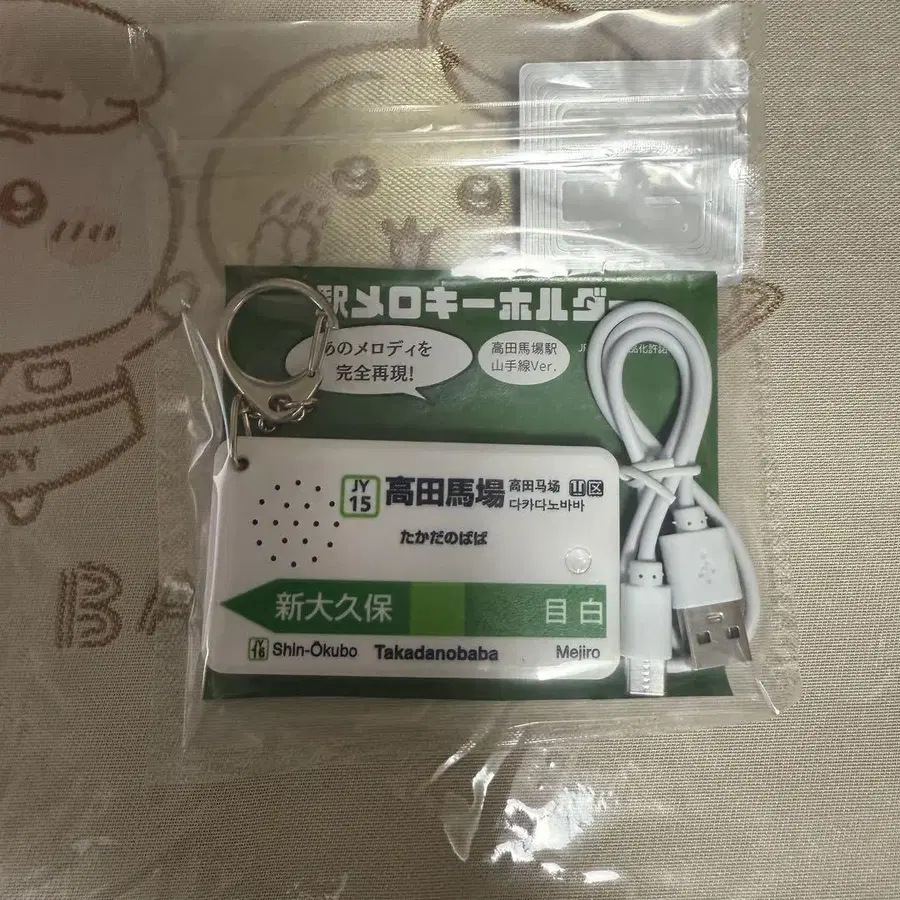 駅メロキーホルダー
あのメロディを
完全再現!
高田馬場駅
山手線Ver.
JY
15
高田馬場
高田马场
山 区
다카다노바바
たかだのばば
新大久保
目白
JY
16
Shin-Ōkubo
Takadanobaba
Mejiro